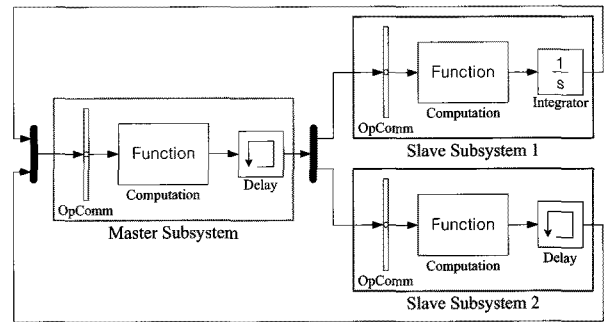 Function
OpComm
Computation
Delay
Master Subsystem
Function
1
s
OpComm
Computation
Integrator
Slave Subsystem 1
Function
OpComm
Computation
Delay
Slave Subsystem 2